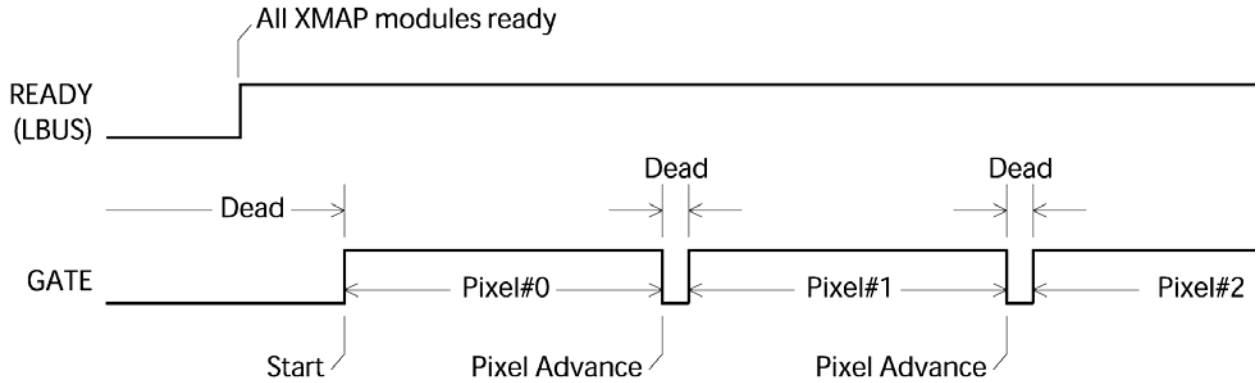 All XMAP modules ready
READY
(LBUS)
Dead
Dead
Dead
GATE
Pixel#0
Pixel#1
Pixel#2
Start
Pixel Advance
Pixel Advance